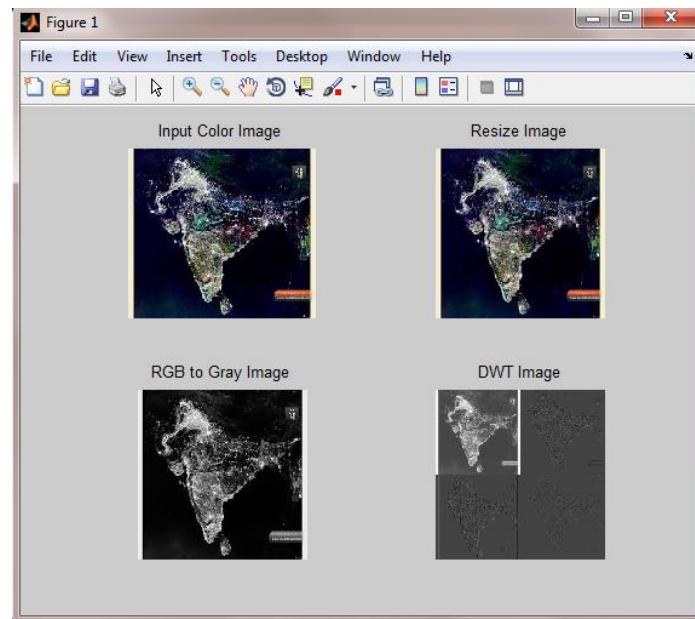 Figure 1
File Edit View Insert Tools Desktop Window Help
Input Color Image
Resize Image
RGB to Gray Image
DWT Image